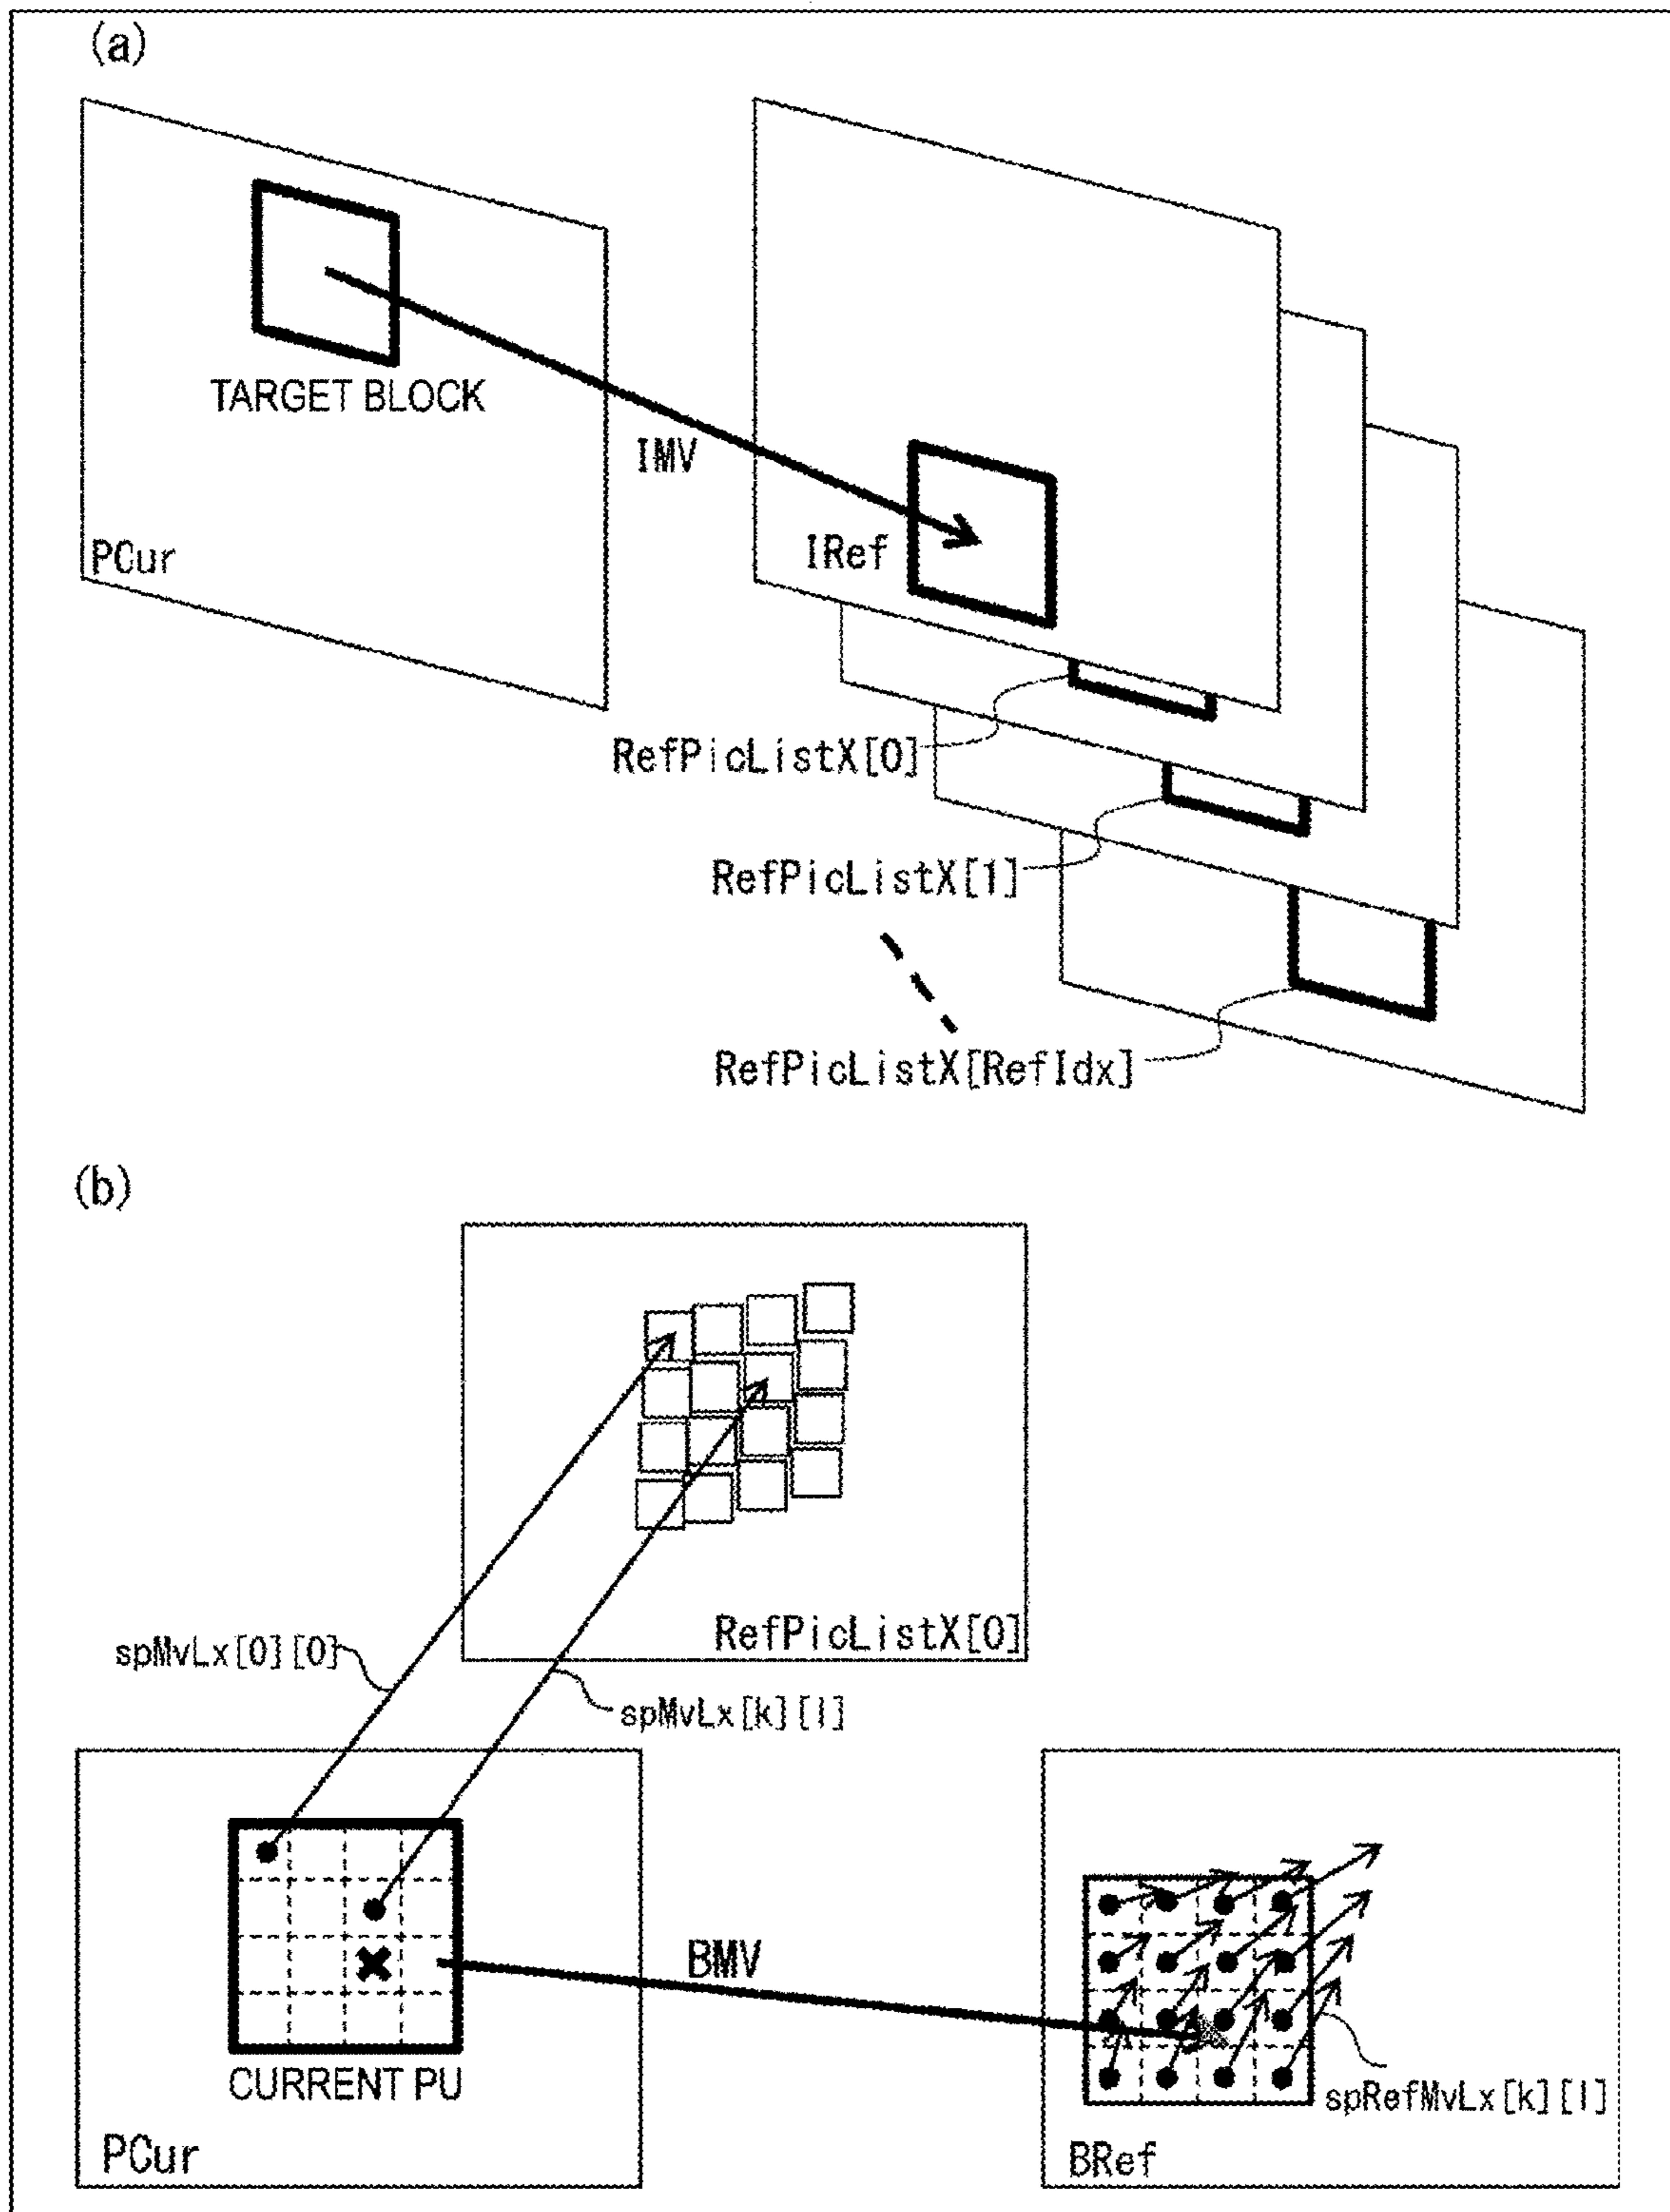 (a)
TARGET BLOCK
IMV
PCur
IRef
RefPicListX[0]
RefPicListX[1]
RefPicListX[RefIdx]
(b)
RefPicListX[0]
spMvLx[0][0]
spMvLx[k][l]
BMV
CURRENT PU
spRefMvLx[k][l]
PCur
BRef